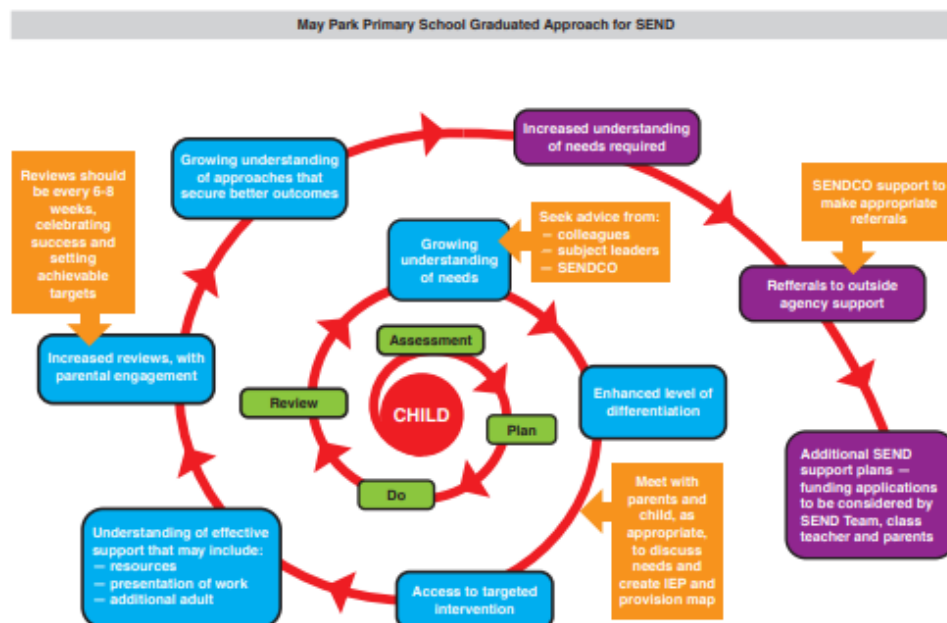 May Park Primary School Graduated Approach for SEND
Increased understanding
of needs required
Growing understanding
of approaches that
secure better outcomes
Reviews should
be every 6-8
weeks,
celebrating
success and
setting
achievable
targets
SENDCO support to
make appropriate
referrals
Seek advice from:
— colleagues
— subject leaders
— SENDCO
Growing
understanding
of needs
Refferals to outside
agency support
Increased reviews, with
parental engagement
Assessment
Review
CHILD
Plan
Do
Enhanced level of
differentiation
Additional SEND
support plans —
funding applications
to be considered by
SEND Team, class
teacher and parents
Meet with
parents and
child, as
appropriate,
to discuss
needs and
create IEP and
provision map
Understanding of effective
support that may include:
— resources
— presentation of work
— additional adult
Access to targeted
intervention